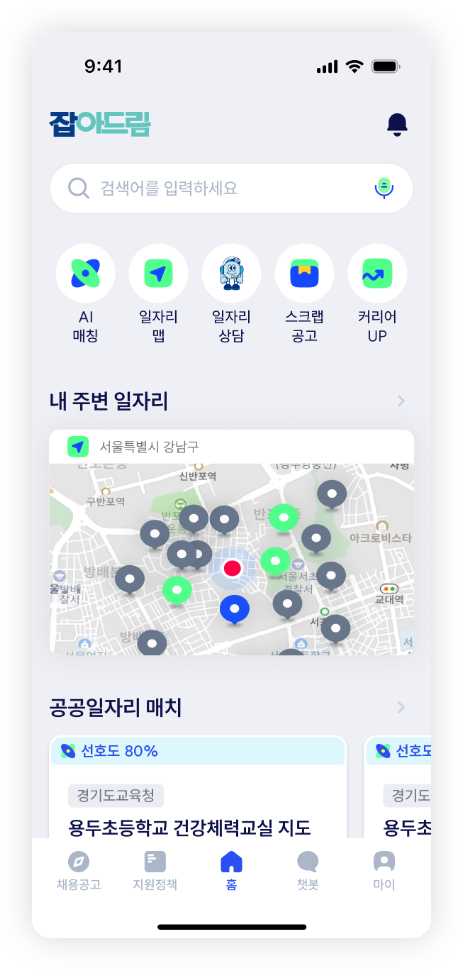 9:41
잡아드림
검색어를 입력하세요
AI
매칭
일자리
맵
일자리
상담
스크랩
공고
커리어
UP
내 주변 일자리
서울특별시 강남구
신반포역
구반포역
아크로비스타
교대역
공공일자리 매치
선호도 80%
선호도
경기도교육청
경기도
용두초등학교 건강체력교실 지도
용두초
채용공고
지원정책
홈
챗봇
마이